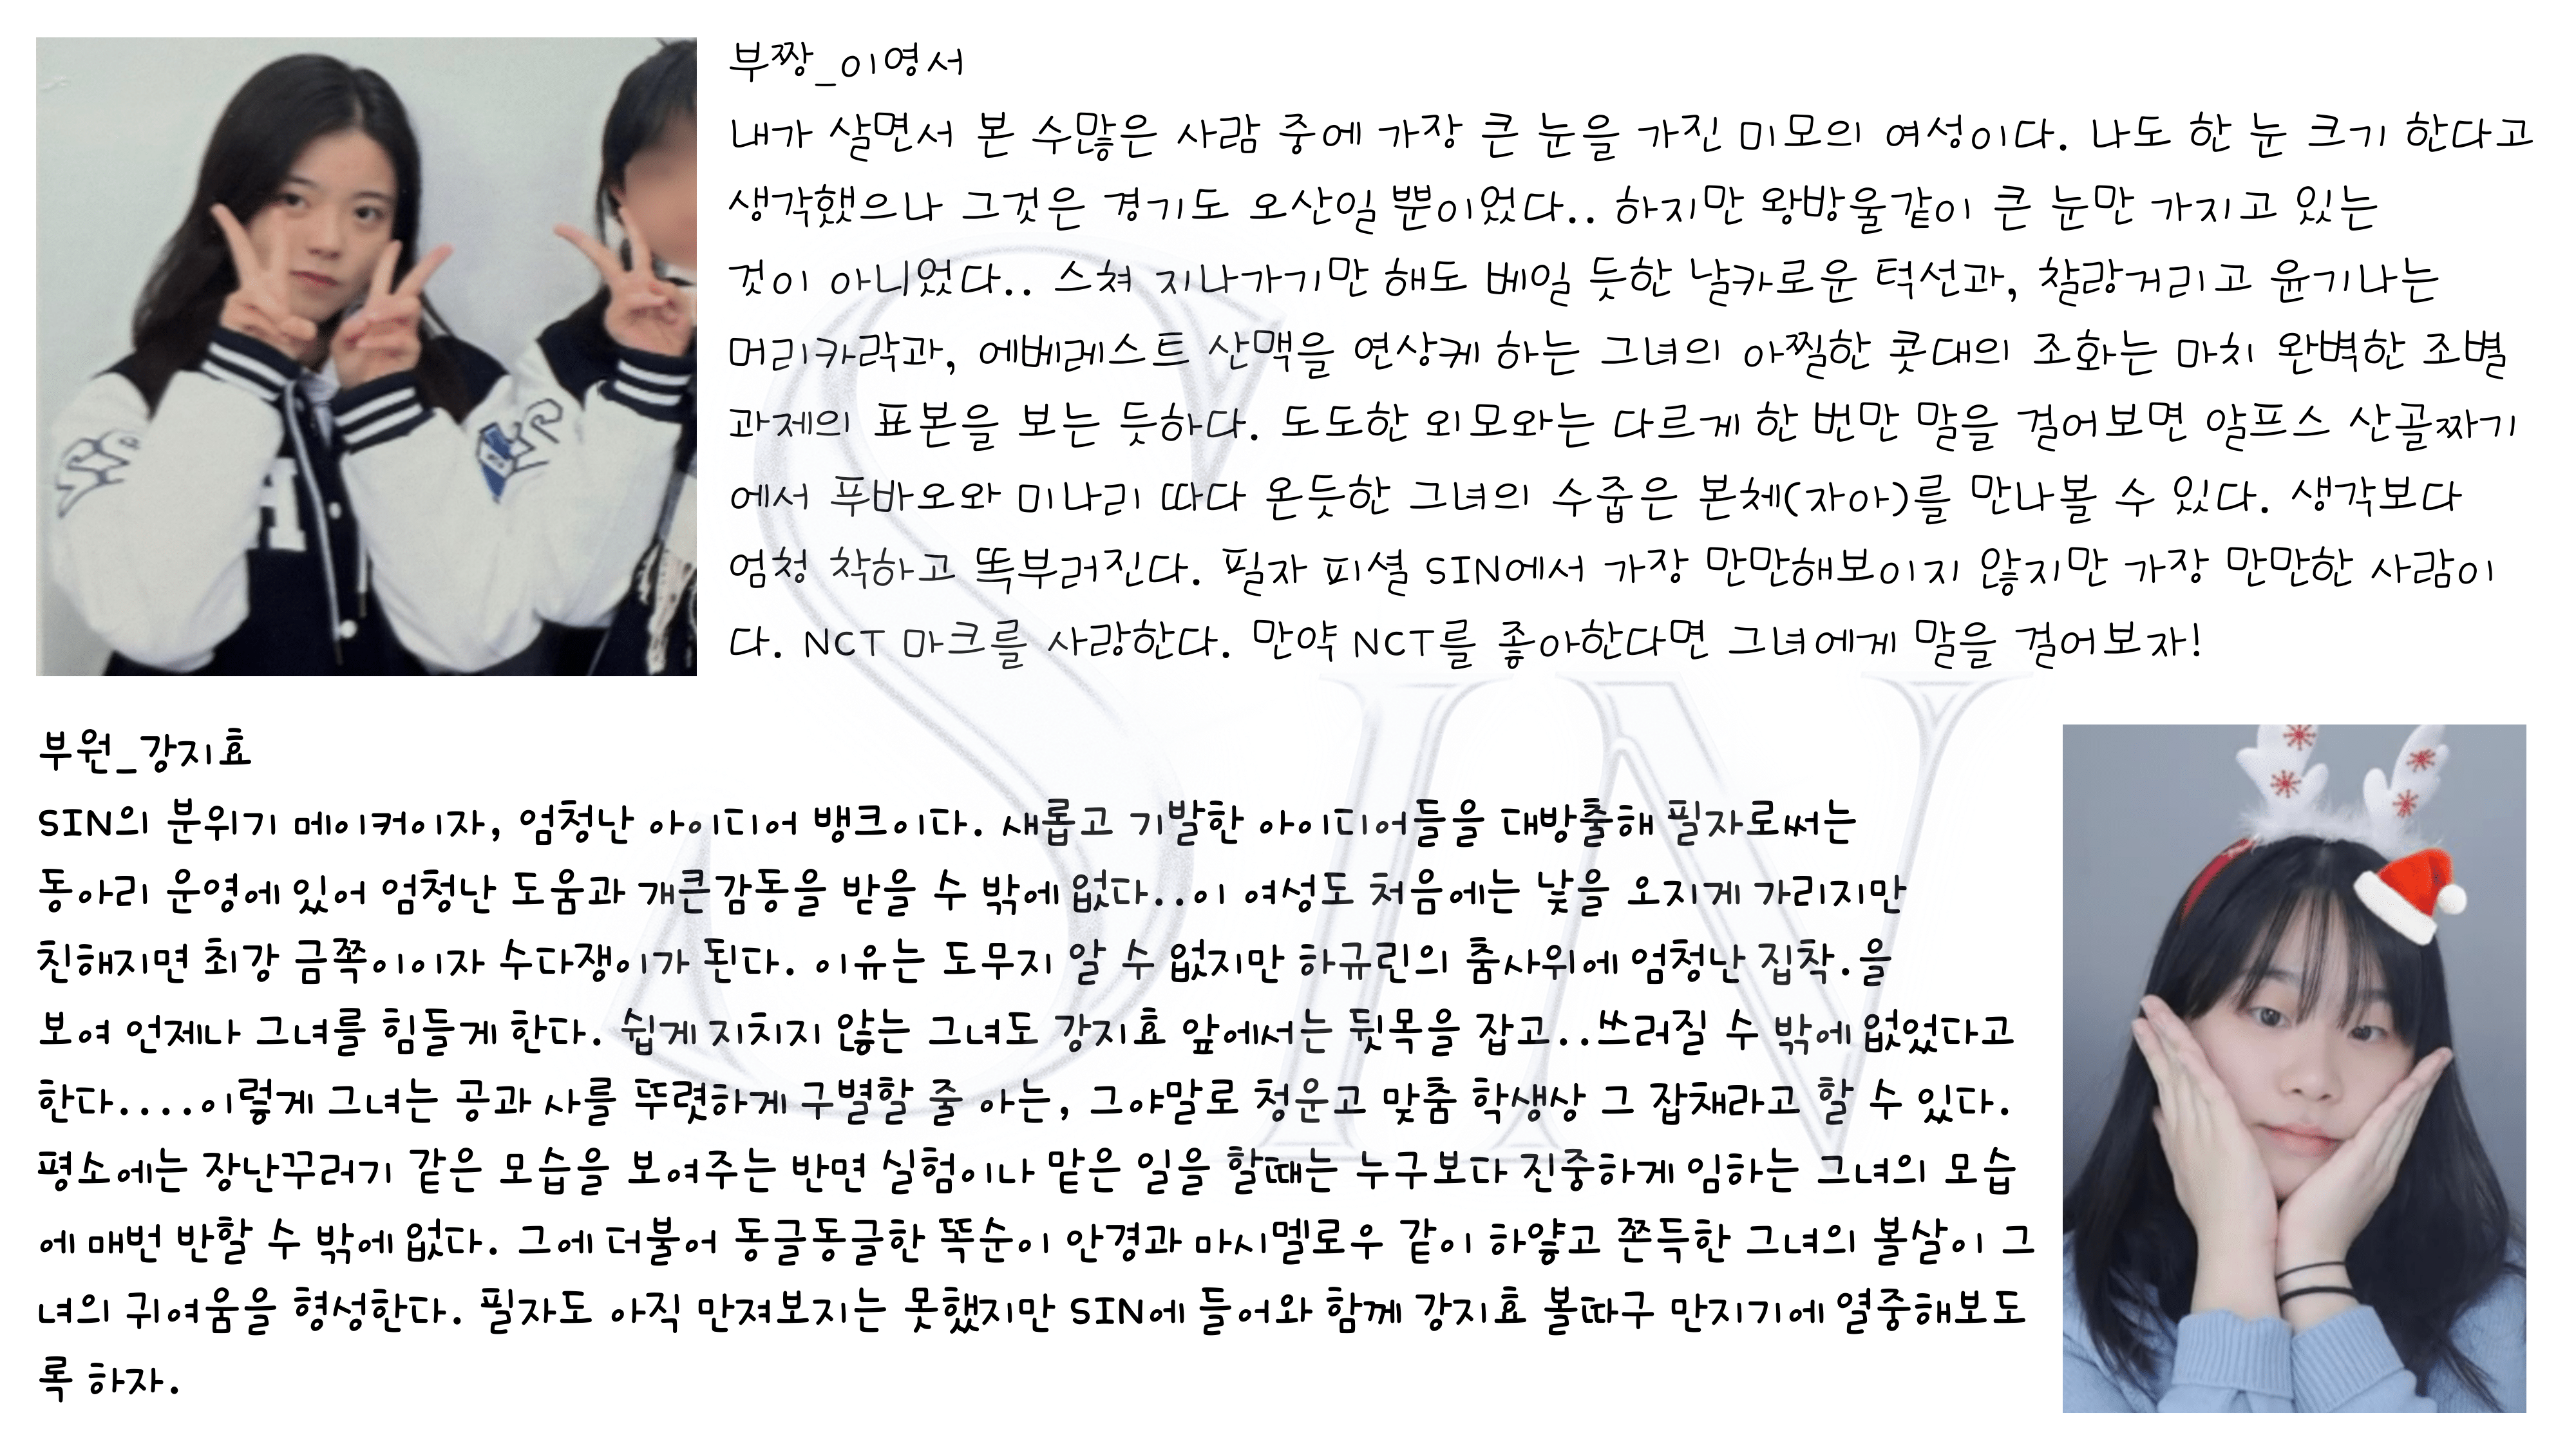 부짱_이영서
내가 살면서 본 수많은 사람 중에 가장 큰 눈을 가진 미모의 여성이다. 나도 한 눈 크기 한다고
생각했으나 그것은 경기도 오산일 뿐이었다.. 하지만 왕방울같이 큰 눈만 가지고 있는
것이 아니었다.. 스쳐 지나가기만 해도 베일 듯한 날카로운 턱선과, 찰랑거리고 윤기나는
머리카락과, 에베레스트 산맥을 연상케 하는 그녀의 아찔한 콧대의 조화는 마치 완벽한 조별
과제의 표본을 보는 듯하다. 도도한 외모와는 다르게 한 번만 말을 걸어보면 알프스 산골짜기
에서 푸바오와 미나리 따다 온듯한 그녀의 수줍은 본체(자아)를 만나볼 수 있다. 생각보다
엄청 착하고 똑부러진다. 필자 피셜 SIN에서 가장 만만해보이지 않지만 가장 만만한 사람이
다. NCT 마크를 사랑한다. 만약 NCT를 좋아한다면 그녀에게 말을 걸어보자!
부원_강지효
SIN의 분위기 메이커이자, 엄청난 아이디어 뱅크이다. 새롭고 기발한 아이디어들을 대방출해 필자로써는
동아리 운영에 있어 엄청난 도움과 개큰감동을 받을 수 밖에 없다..이 여성도 처음에는 낯을 오지게 가리지만
친해지면 최강 금쪽이이자 수다쟁이가 된다. 이유는 도무지 알 수 없지만 하규린의 춤사위에 엄청난 집착.을
보여 언제나 그녀를 힘들게 한다. 쉽게 지치지 않는 그녀도 강지효 앞에서는 뒷목을 잡고..쓰러질 수 밖에 없었다고
한다....이렇게 그녀는 공과 사를 뚜렷하게 구별할 줄 아는, 그야말로 청운고 맞춤 학생상 그 잡채라고 할 수 있다.
평소에는 장난꾸러기 같은 모습을 보여주는 반면 실험이나 맡은 일을 할때는 누구보다 진중하게 임하는 그녀의 모습
에 매번 반할 수 밖에 없다. 그에 더불어 동글동글한 똑순이 안경과 마시멜로우 같이 하얗고 쫀득한 그녀의 볼살이 그
녀의 귀여움을 형성한다. 필자도 아직 만져보지는 못했지만 SIN에 들어와 함께 강지효 볼따구 만지기에 열중해보도
록 하자.
SIN